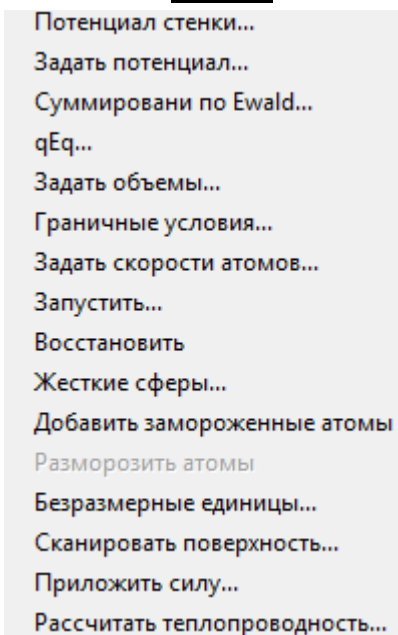 Потенциал стенки...
Задать потенциал...
Суммировани по Ewald...
qEq...
Задать объемы...
Граничные условия...
Задать скорости атомов...
Запустить...
Восстановить
Жесткие сферы...
Добавить замороженные атомы
Разморозить атомы
Безразмерные единицы...
Сканировать поверхность...
Приложить силу...
Рассчитать теплопроводность...